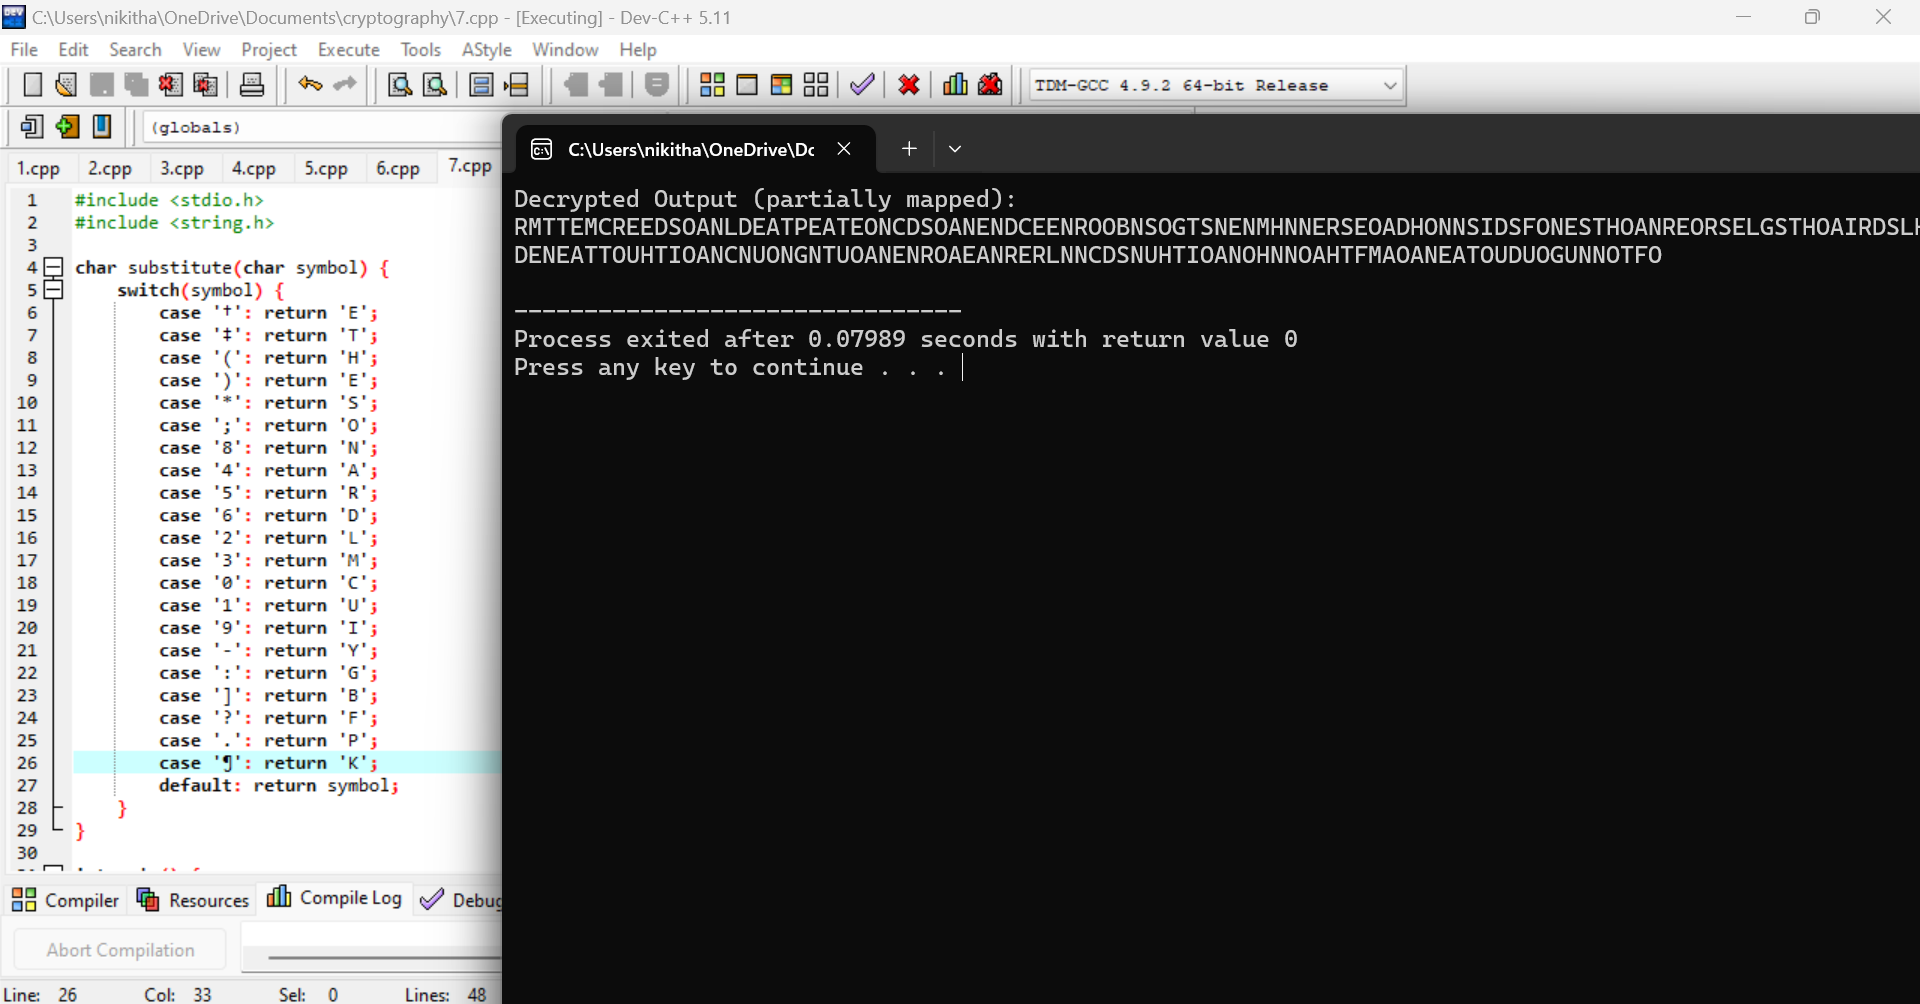 C:\Users\nikitha\OneDrive\Documents\cryptography\7.cpp - [Executing] - Dev-C++ 5.11
File Edit Search View Project Execute Tools AStyle Window Help
TDM-GCC 4.9.2 64-bit Release
(globals)
C:\Users\nikitha\OneDrive\Dc
1.cpp 2.cpp 3.cpp 4.cpp 5.cpp 6.cpp 7.cpp
1 #include <stdio.h>
2 #include <string.h>
3
4 char substitute(char symbol) {
5 switch(symbol) {
6 case '†': return 'E';
7 case '‡': return 'T';
8 case '(': return 'H';
9 case ')': return 'E';
10 case '*': return 'S';
11 case ';': return 'O';
12 case '8': return 'N';
13 case '4': return 'A';
14 case '5': return 'R';
15 case '6': return 'D';
16 case '2': return 'L';
17 case '3': return 'M';
18 case '0': return 'C';
19 case '1': return 'U';
20 case '9': return 'I';
21 case '-': return 'Y';
22 case ':': return 'G';
23 case ']': return 'B';
24 case '?': return 'F';
25 case '.': return 'P';
26 case '¶': return 'K';
27 default: return symbol;
28 }
29 }
30
Decrypted Output (partially mapped):
RMTTEMCREEDSOANLDEATPEATEONCDSOANENDCEENROOBNSOGTSNENMHNNERSEOADHONNSIDSFONESTHOANREORSELGSTHOAIRDSLH
DENEATTOUHTIOANCNUONGNTUOANENROAEANRERLNNCDSNUHTIOANOHNNOAHTFMAOANEATOUDUOGUNNOTFO
--------------------------------
Process exited after 0.07989 seconds with return value 0
Press any key to continue . . .
Compiler Resources Compile Log Debug
Abort Compilation
Line: 26 Col: 33 Sel: 0 Lines: 48